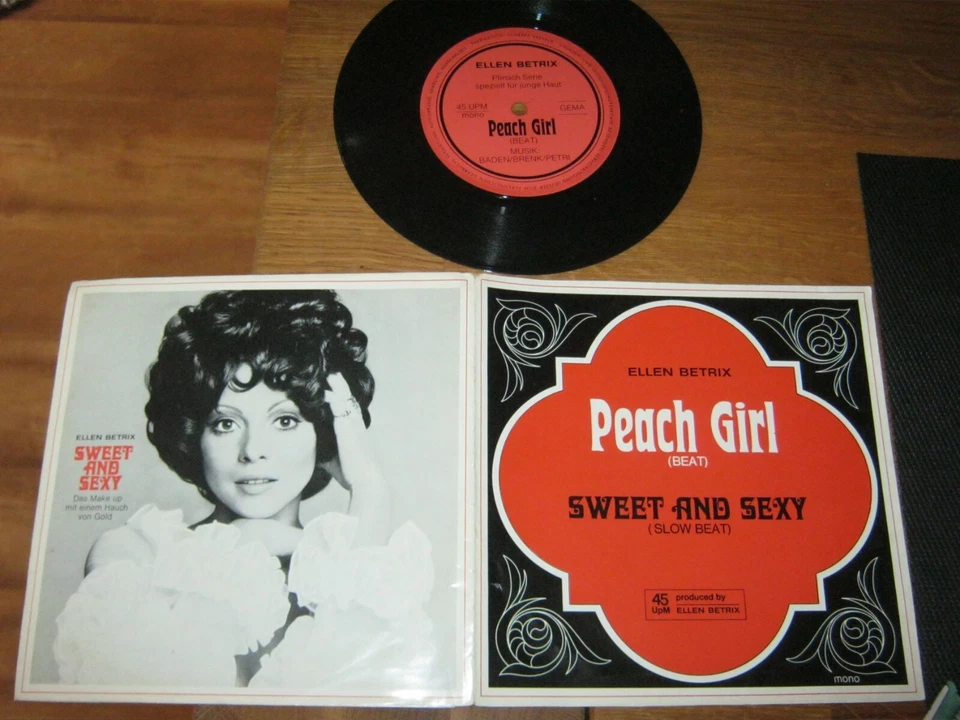 ELLEN BETRIX
Pfirsich Serie
speziell für junge Haut
45 UPM
mono
GEMA
Peach Girl
(BEAT)
MUSIK:
BADEN/BRENK/PETRI
ELLEN BETRIX
SWEET
AND
SEXY
Das Make up
mit einem Hauch
von Gold
ELLEN BETRIX
Peach Girl
(BEAT)
SWEET AND SEXY
(SLOW BEAT)
45
UpM
produced by
ELLEN BETRIX
mono